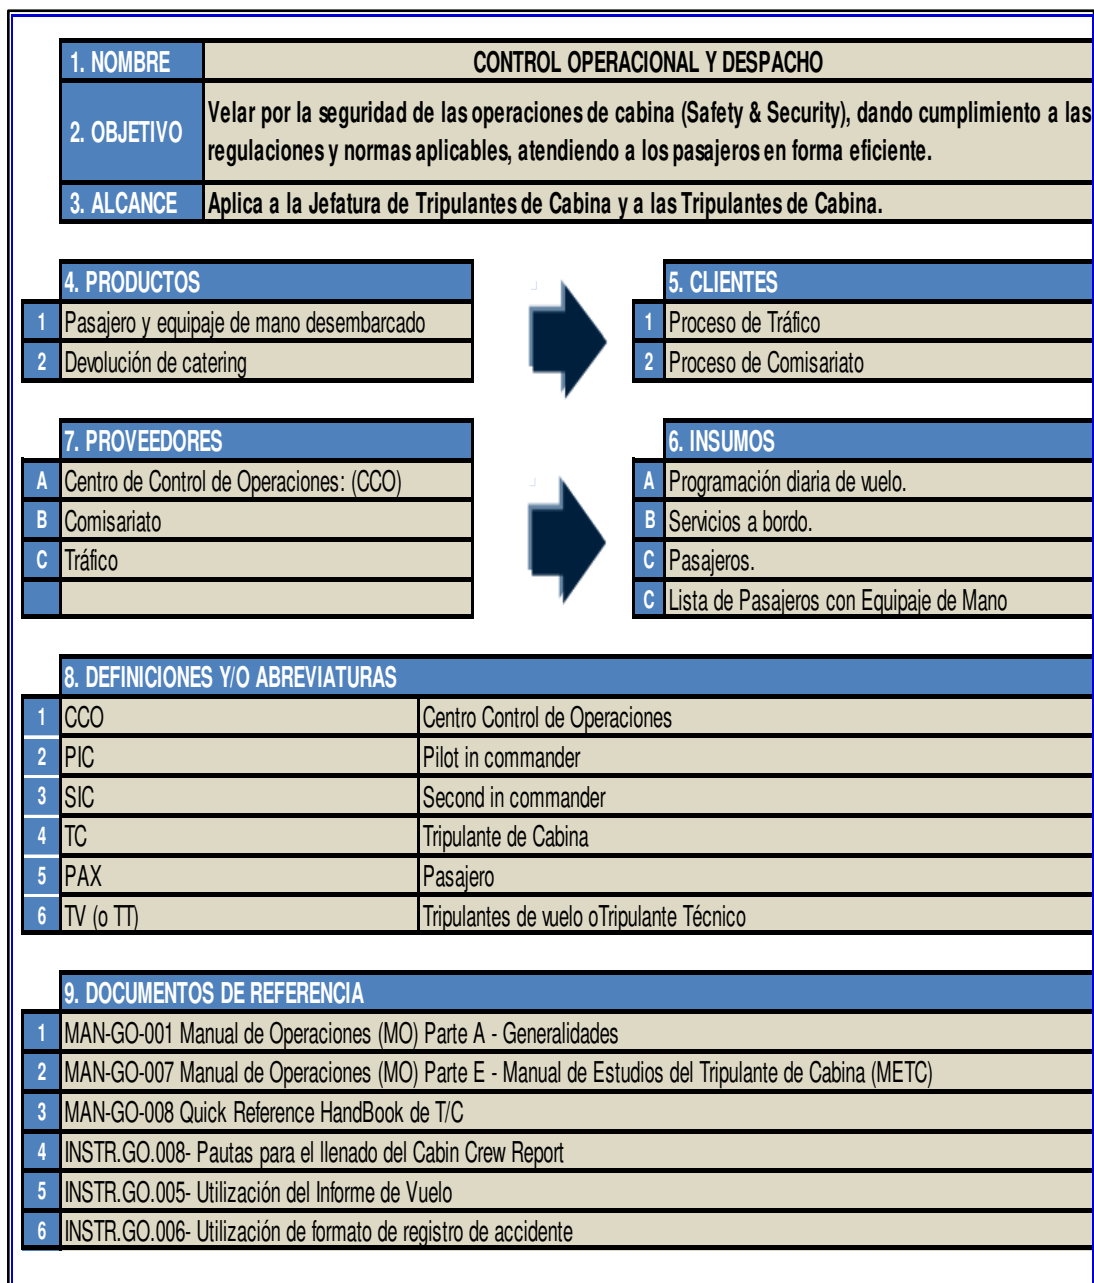 1. NOMBRE CONTROL OPERACIONAL Y DESPACHO
2. OBJETIVO Velar por la seguridad de las operaciones de cabina (Safety & Security), dando cumplimiento a las
regulaciones y normas aplicables, atendiendo a los pasajeros en forma eficiente.
3. ALCANCE Aplica a la Jefatura de Tripulantes de Cabina y a las Tripulantes de Cabina.
4. PRODUCTOS
1 Pasajero y equipaje de mano desembarcado
2 Devolución de catering
5. CLIENTES
1 Proceso de Tráfico
2 Proceso de Comisariato
7. PROVEEDORES
A Centro de Control de Operaciones: (CCO)
B Comisariato
C Tráfico
6. INSUMOS
A Programación diaria de vuelo.
B Servicios a bordo.
C Pasajeros.
C Lista de Pasajeros con Equipaje de Mano
8. DEFINICIONES Y/O ABREVIATURAS
1 CCO Centro Control de Operaciones
2 PIC Pilot in commander
3 SIC Second in commander
4 TC Tripulante de Cabina
5 PAX Pasajero
6 TV (o TT) Tripulantes de vuelo oTripulante Técnico
9. DOCUMENTOS DE REFERENCIA
1 MAN-GO-001 Manual de Operaciones (MO) Parte A - Generalidades
2 MAN-GO-007 Manual de Operaciones (MO) Parte E - Manual de Estudios del Tripulante de Cabina (METC)
3 MAN-GO-008 Quick Reference HandBook de T/C
4 INSTR.GO.008- Pautas para el llenado del Cabin Crew Report
5 INSTR.GO.005- Utilización del Informe de Vuelo
6 INSTR.GO.006- Utilización de formato de registro de accidente